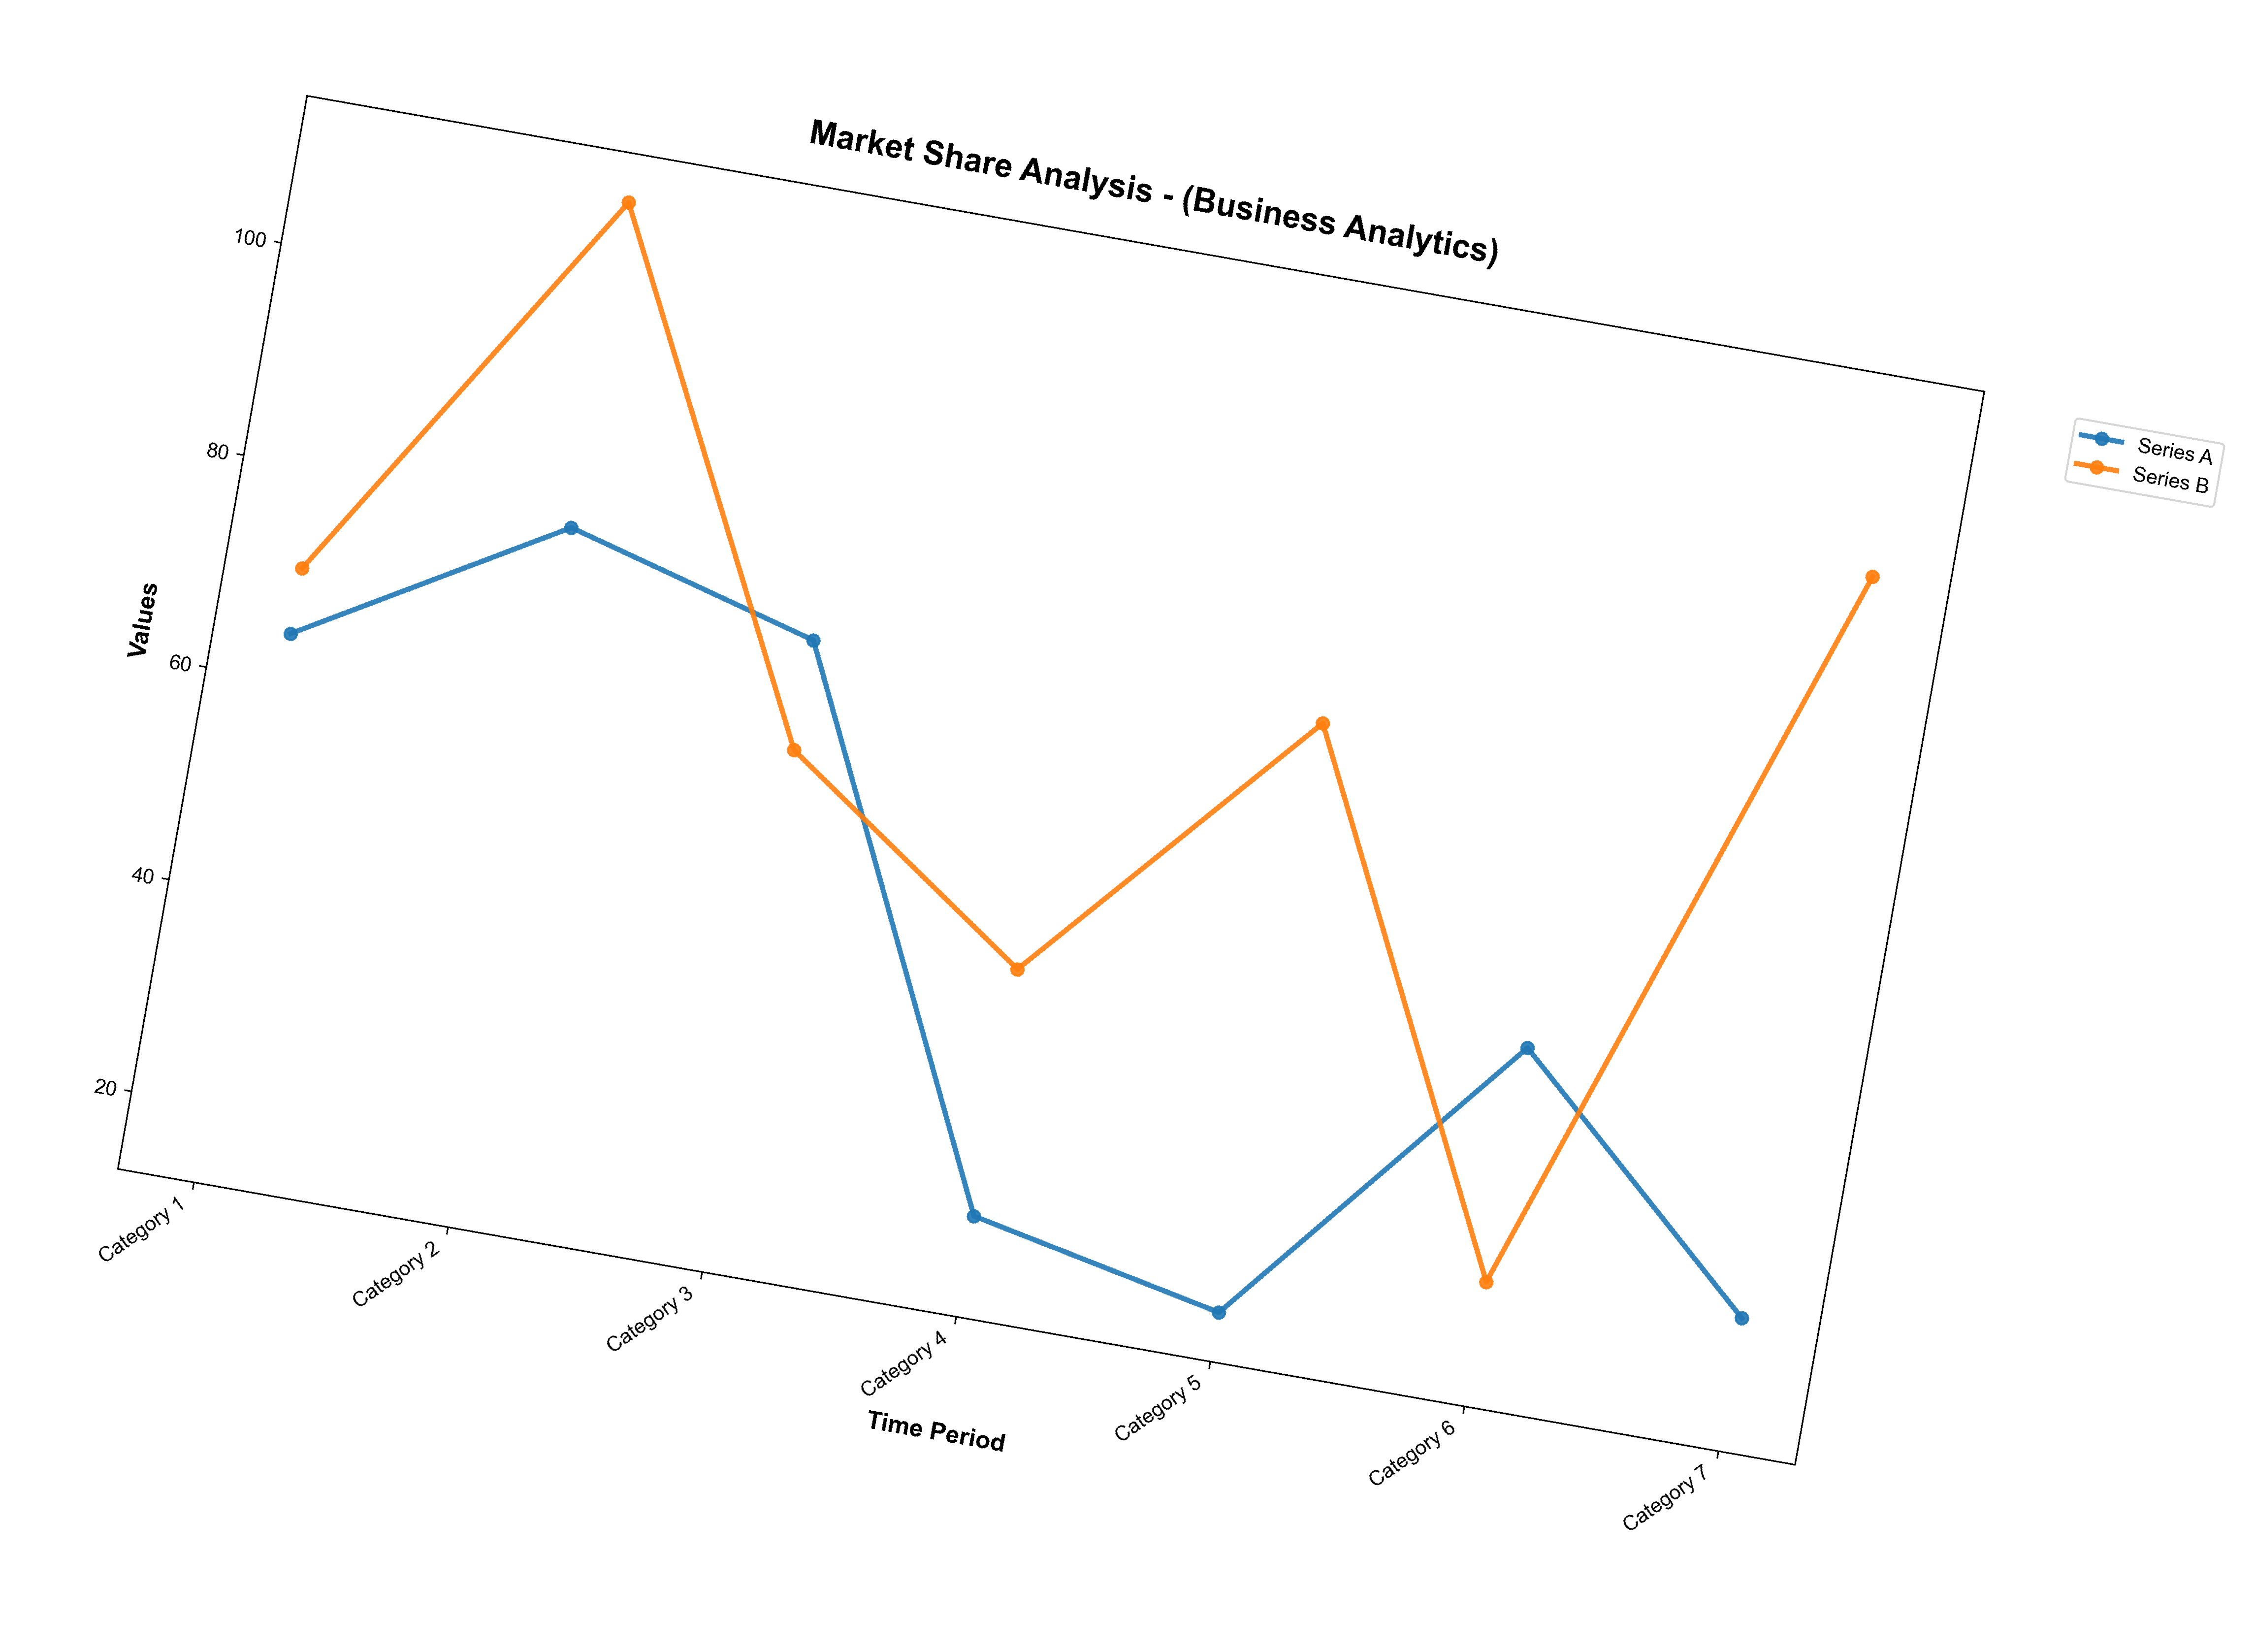 Market Share Analysis - (Business Analytics)
Series A
Series B
Values
100
80
60
40
20
Category 1
Category 2
Category 3
Category 4
Category 5
Category 6
Category 7
Time Period